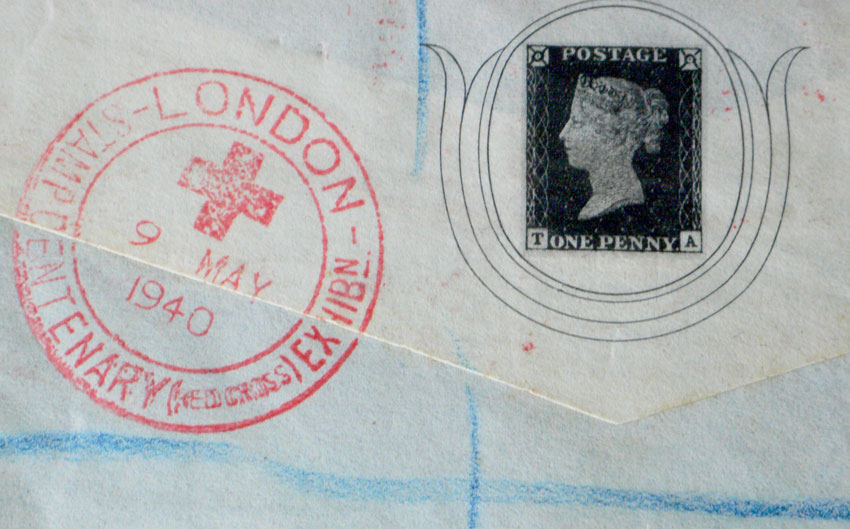 LONDON
STAMP CENTENARY (RED CROSS) EXHIBN
9 MAY
1940
POSTAGE
T ONE PENNY A